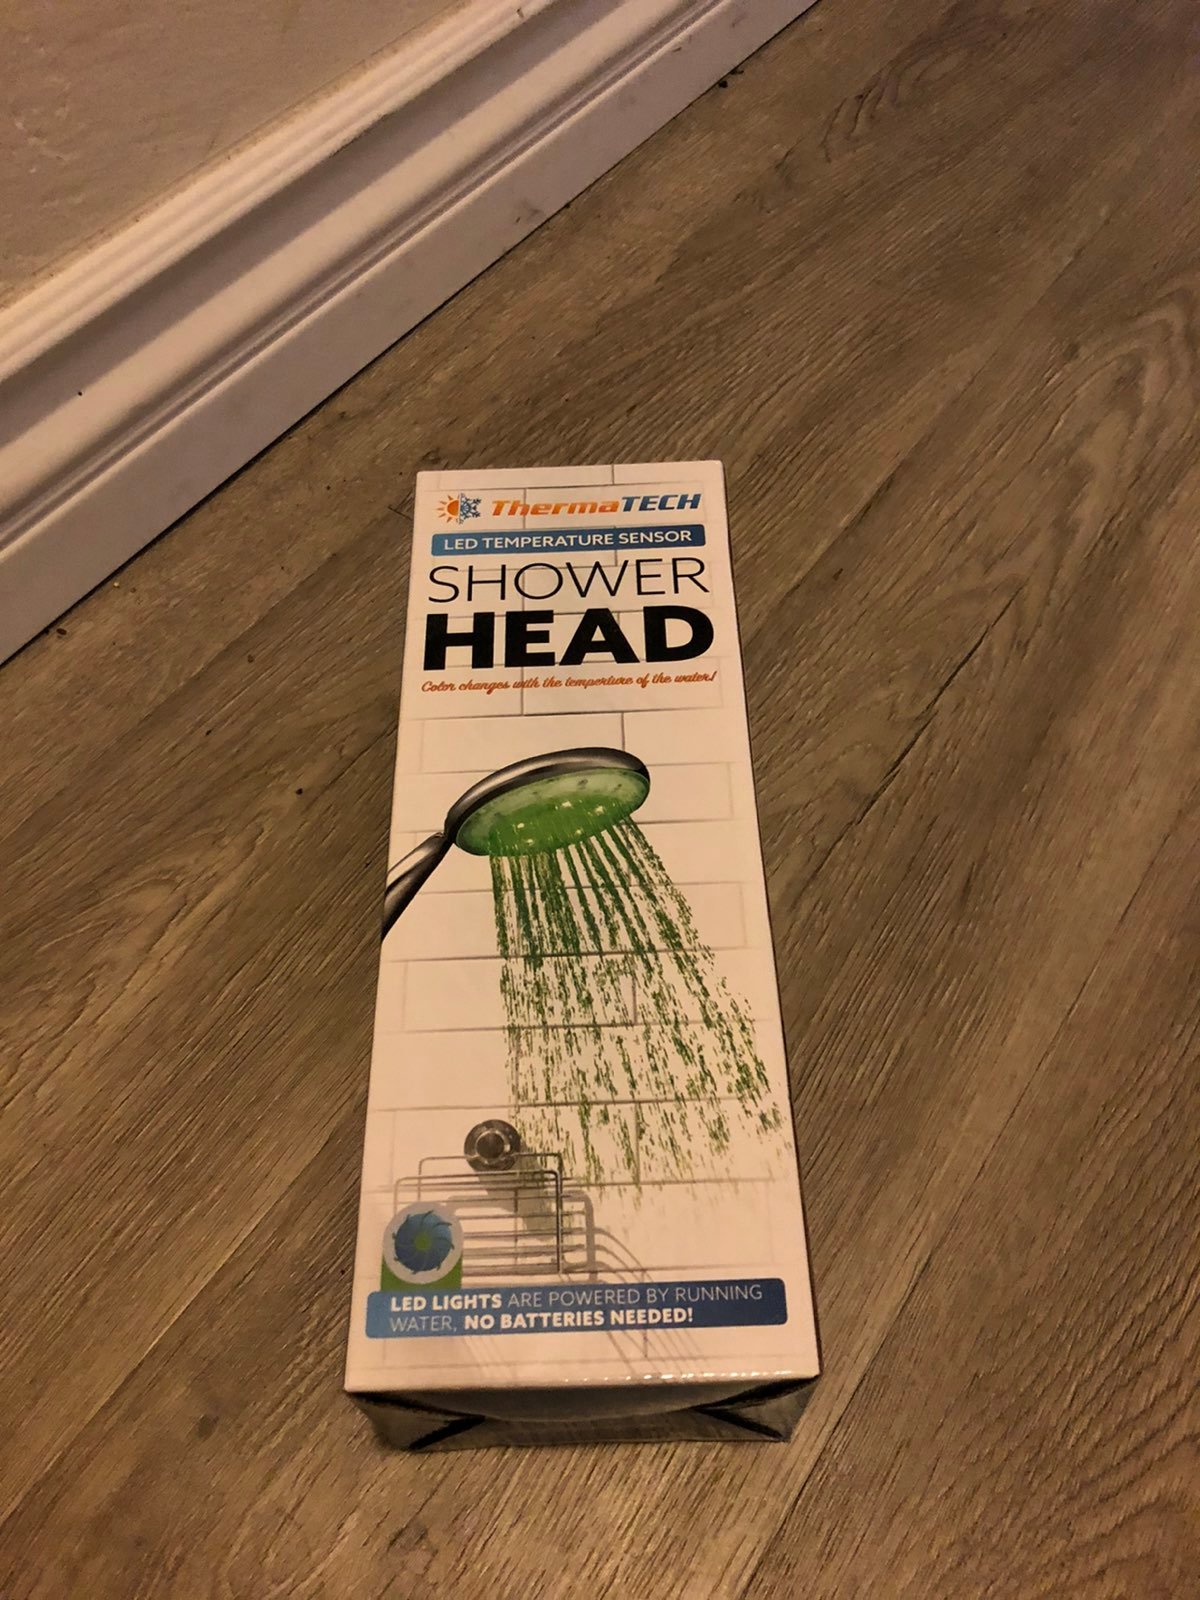 ThermaTECH
LED TEMPERATURE SENSOR
SHOWER
HEAD
Color changes with the temperture of the water!
LED LIGHTS ARE POWERED BY RUNNING
WATER, NO BATTERIES NEEDED!